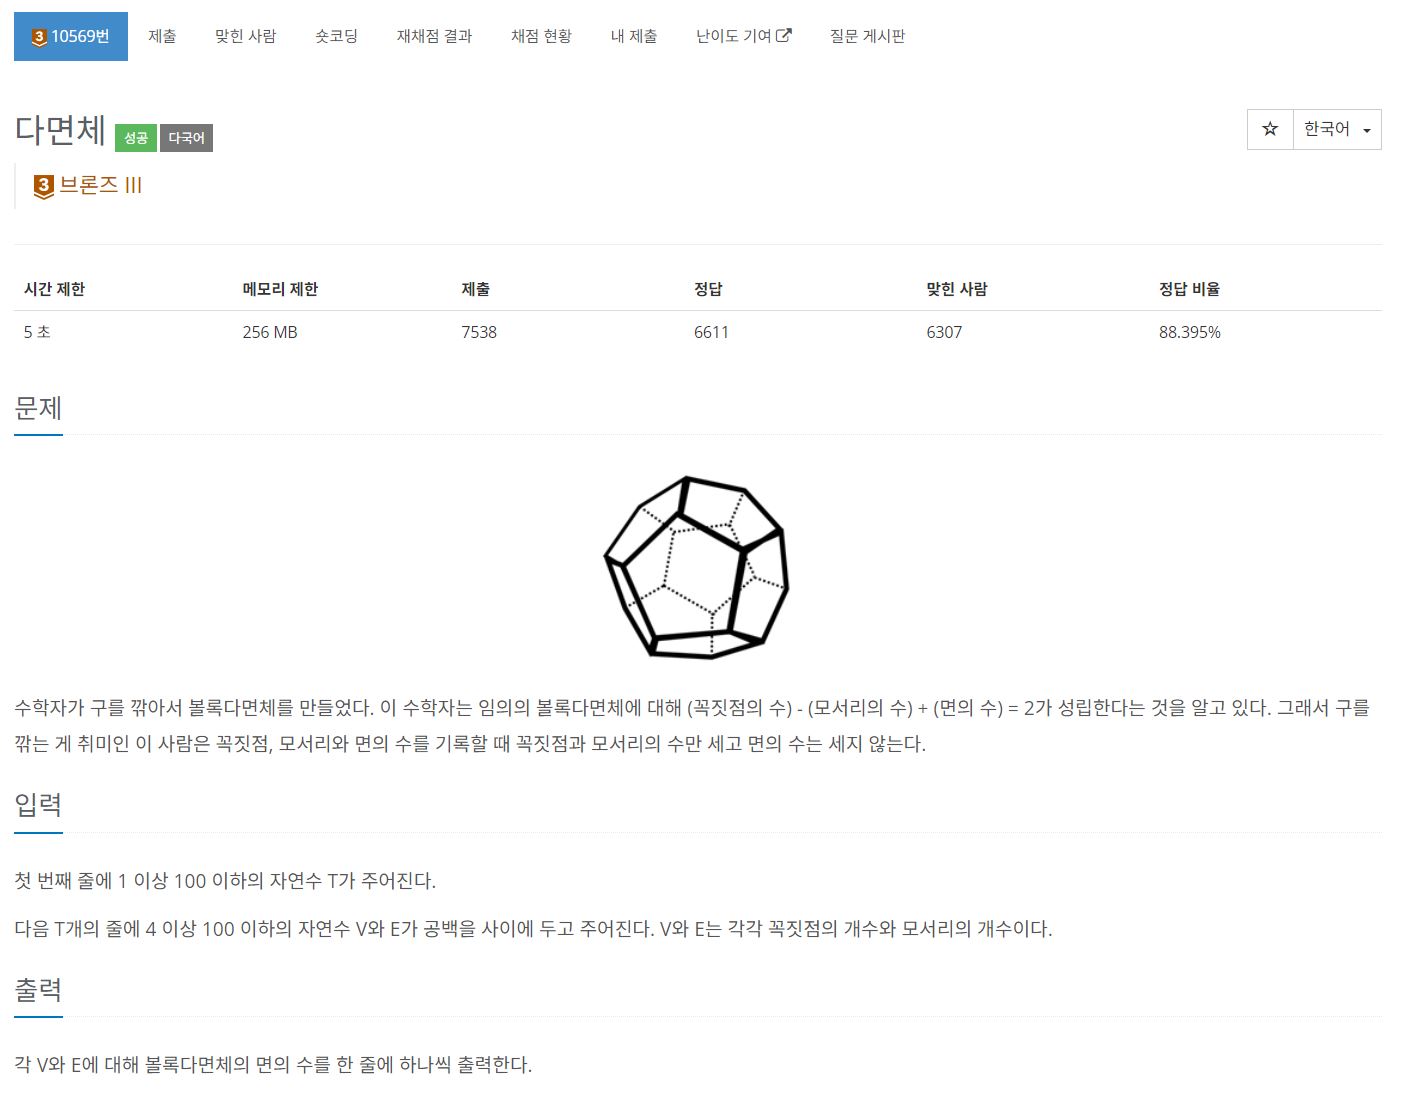 3 10569번 제출 맞힌 사람 숏코딩 재채점 결과 채점 현황 내 제출 난이도 기여 질문 게시판
다면체 성공 다국어 한국어
3 브론즈 III
시간 제한 메모리 제한 제출 정답 맞힌 사람 정답 비율
5 초 256 MB 7538 6611 6307 88.395%
문제
수학자가 구를 깎아서 볼록다면체를 만들었다. 이 수학자는 임의의 볼록다면체에 대해 (꼭짓점의 수) - (모서리의 수) + (면의 수) = 2가 성립한다는 것을 알고 있다. 그래서 구를
깎는 게 취미인 이 사람은 꼭짓점, 모서리와 면의 수를 기록할 때 꼭짓점과 모서리의 수만 세고 면의 수는 세지 않는다.
입력
첫 번째 줄에 1 이상 100 이하의 자연수 T가 주어진다.
다음 T개의 줄에 4 이상 100 이하의 자연수 V와 E가 공백을 사이에 두고 주어진다. V와 E는 각각 꼭짓점의 개수와 모서리의 개수이다.
출력
각 V와 E에 대해 볼록다면체의 면의 수를 한 줄에 하나씩 출력한다.